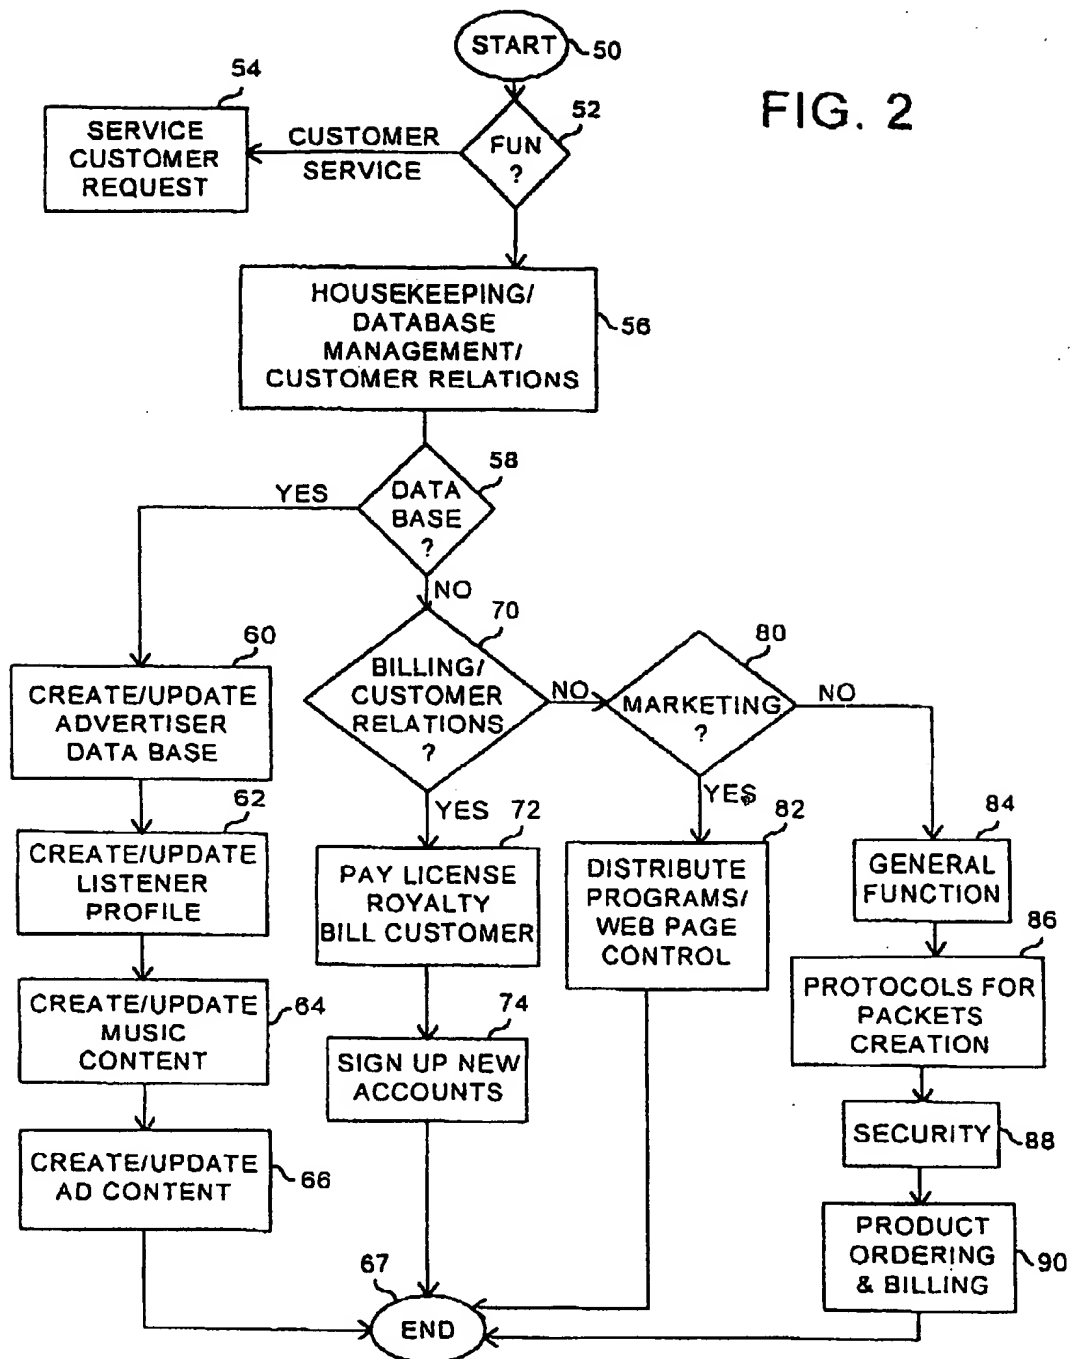 START
50
FIG. 2
54
SERVICE
CUSTOMER
REQUEST
CUSTOMER
SERVICE
52
FUN
?
HOUSEKEEPING/
DATABASE
MANAGEMENT/
CUSTOMER RELATIONS
56
58
DATA
BASE
?
YES
NO
60
CREATE/UPDATE
ADVERTISER
DATA BASE
70
BILLING/
CUSTOMER
RELATIONS
?
NO
80
MARKETING
?
NO
YES
YES
62
CREATE/UPDATE
LISTENER
PROFILE
72
PAY LICENSE
ROYALTY
BILL CUSTOMER
82
DISTRIBUTE
PROGRAMS/
WEB PAGE
CONTROL
84
GENERAL
FUNCTION
86
PROTOCOLS FOR
PACKETS
CREATION
CREATE/UPDATE
MUSIC
CONTENT
64
74
SIGN UP NEW
ACCOUNTS
SECURITY
88
CREATE/UPDATE
AD CONTENT
66
PRODUCT
ORDERING
& BILLING
90
67
END